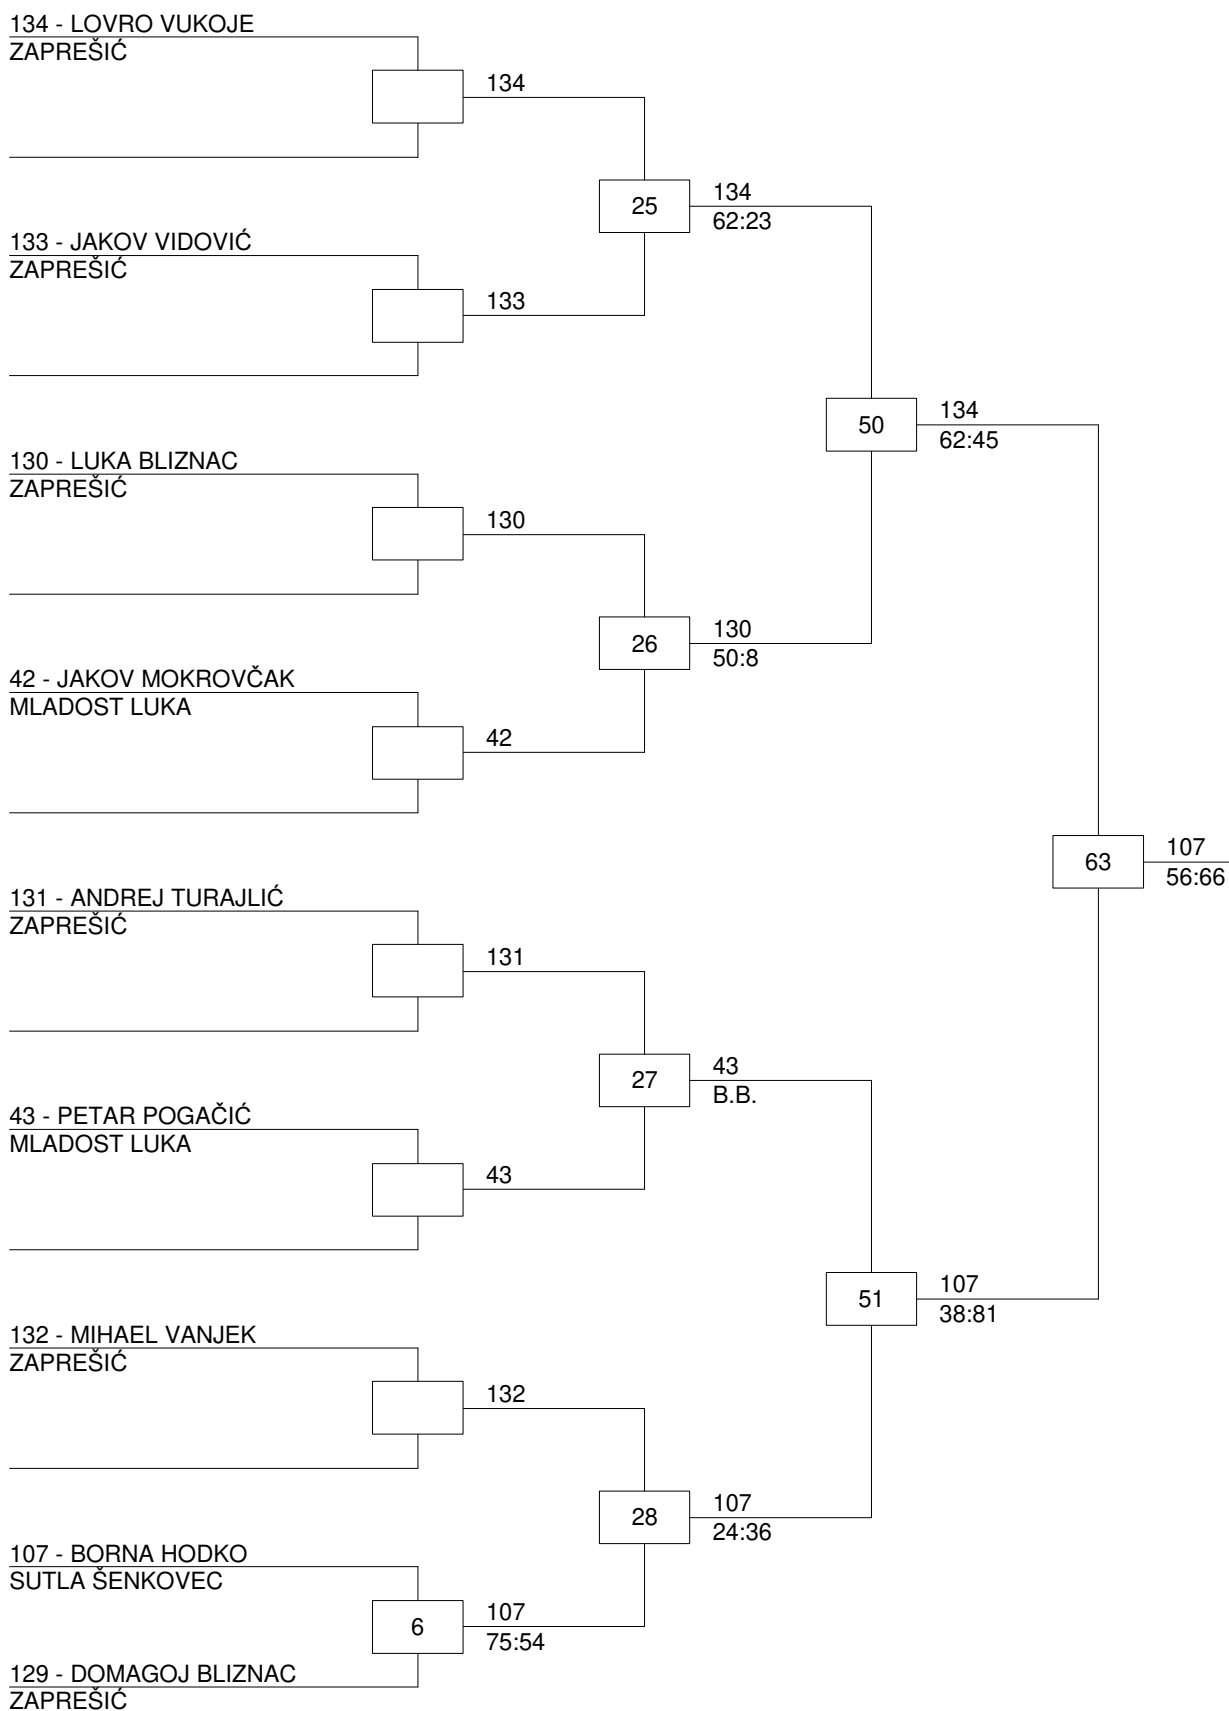 134 - LOVRO VUKOJE
ZAPREŠIĆ
134
25
134
62:23
133 - JAKOV VIDOVIĆ
ZAPREŠIĆ
133
50
134
62:45
130 - LUKA BLIZNAC
ZAPREŠIĆ
130
26
130
50:8
42 - JAKOV MOKROVČAK
MLADOST LUKA
42
63
107
56:66
131 - ANDREJ TURAJLIĆ
ZAPREŠIĆ
131
27
43
B.B.
43 - PETAR POGAČIĆ
MLADOST LUKA
43
51
107
38:81
132 - MIHAEL VANJEK
ZAPREŠIĆ
132
28
107
24:36
107 - BORNA HODKO
SUTLA ŠENKOVEC
6
107
75:54
129 - DOMAGOJ BLIZNAC
ZAPREŠIĆ